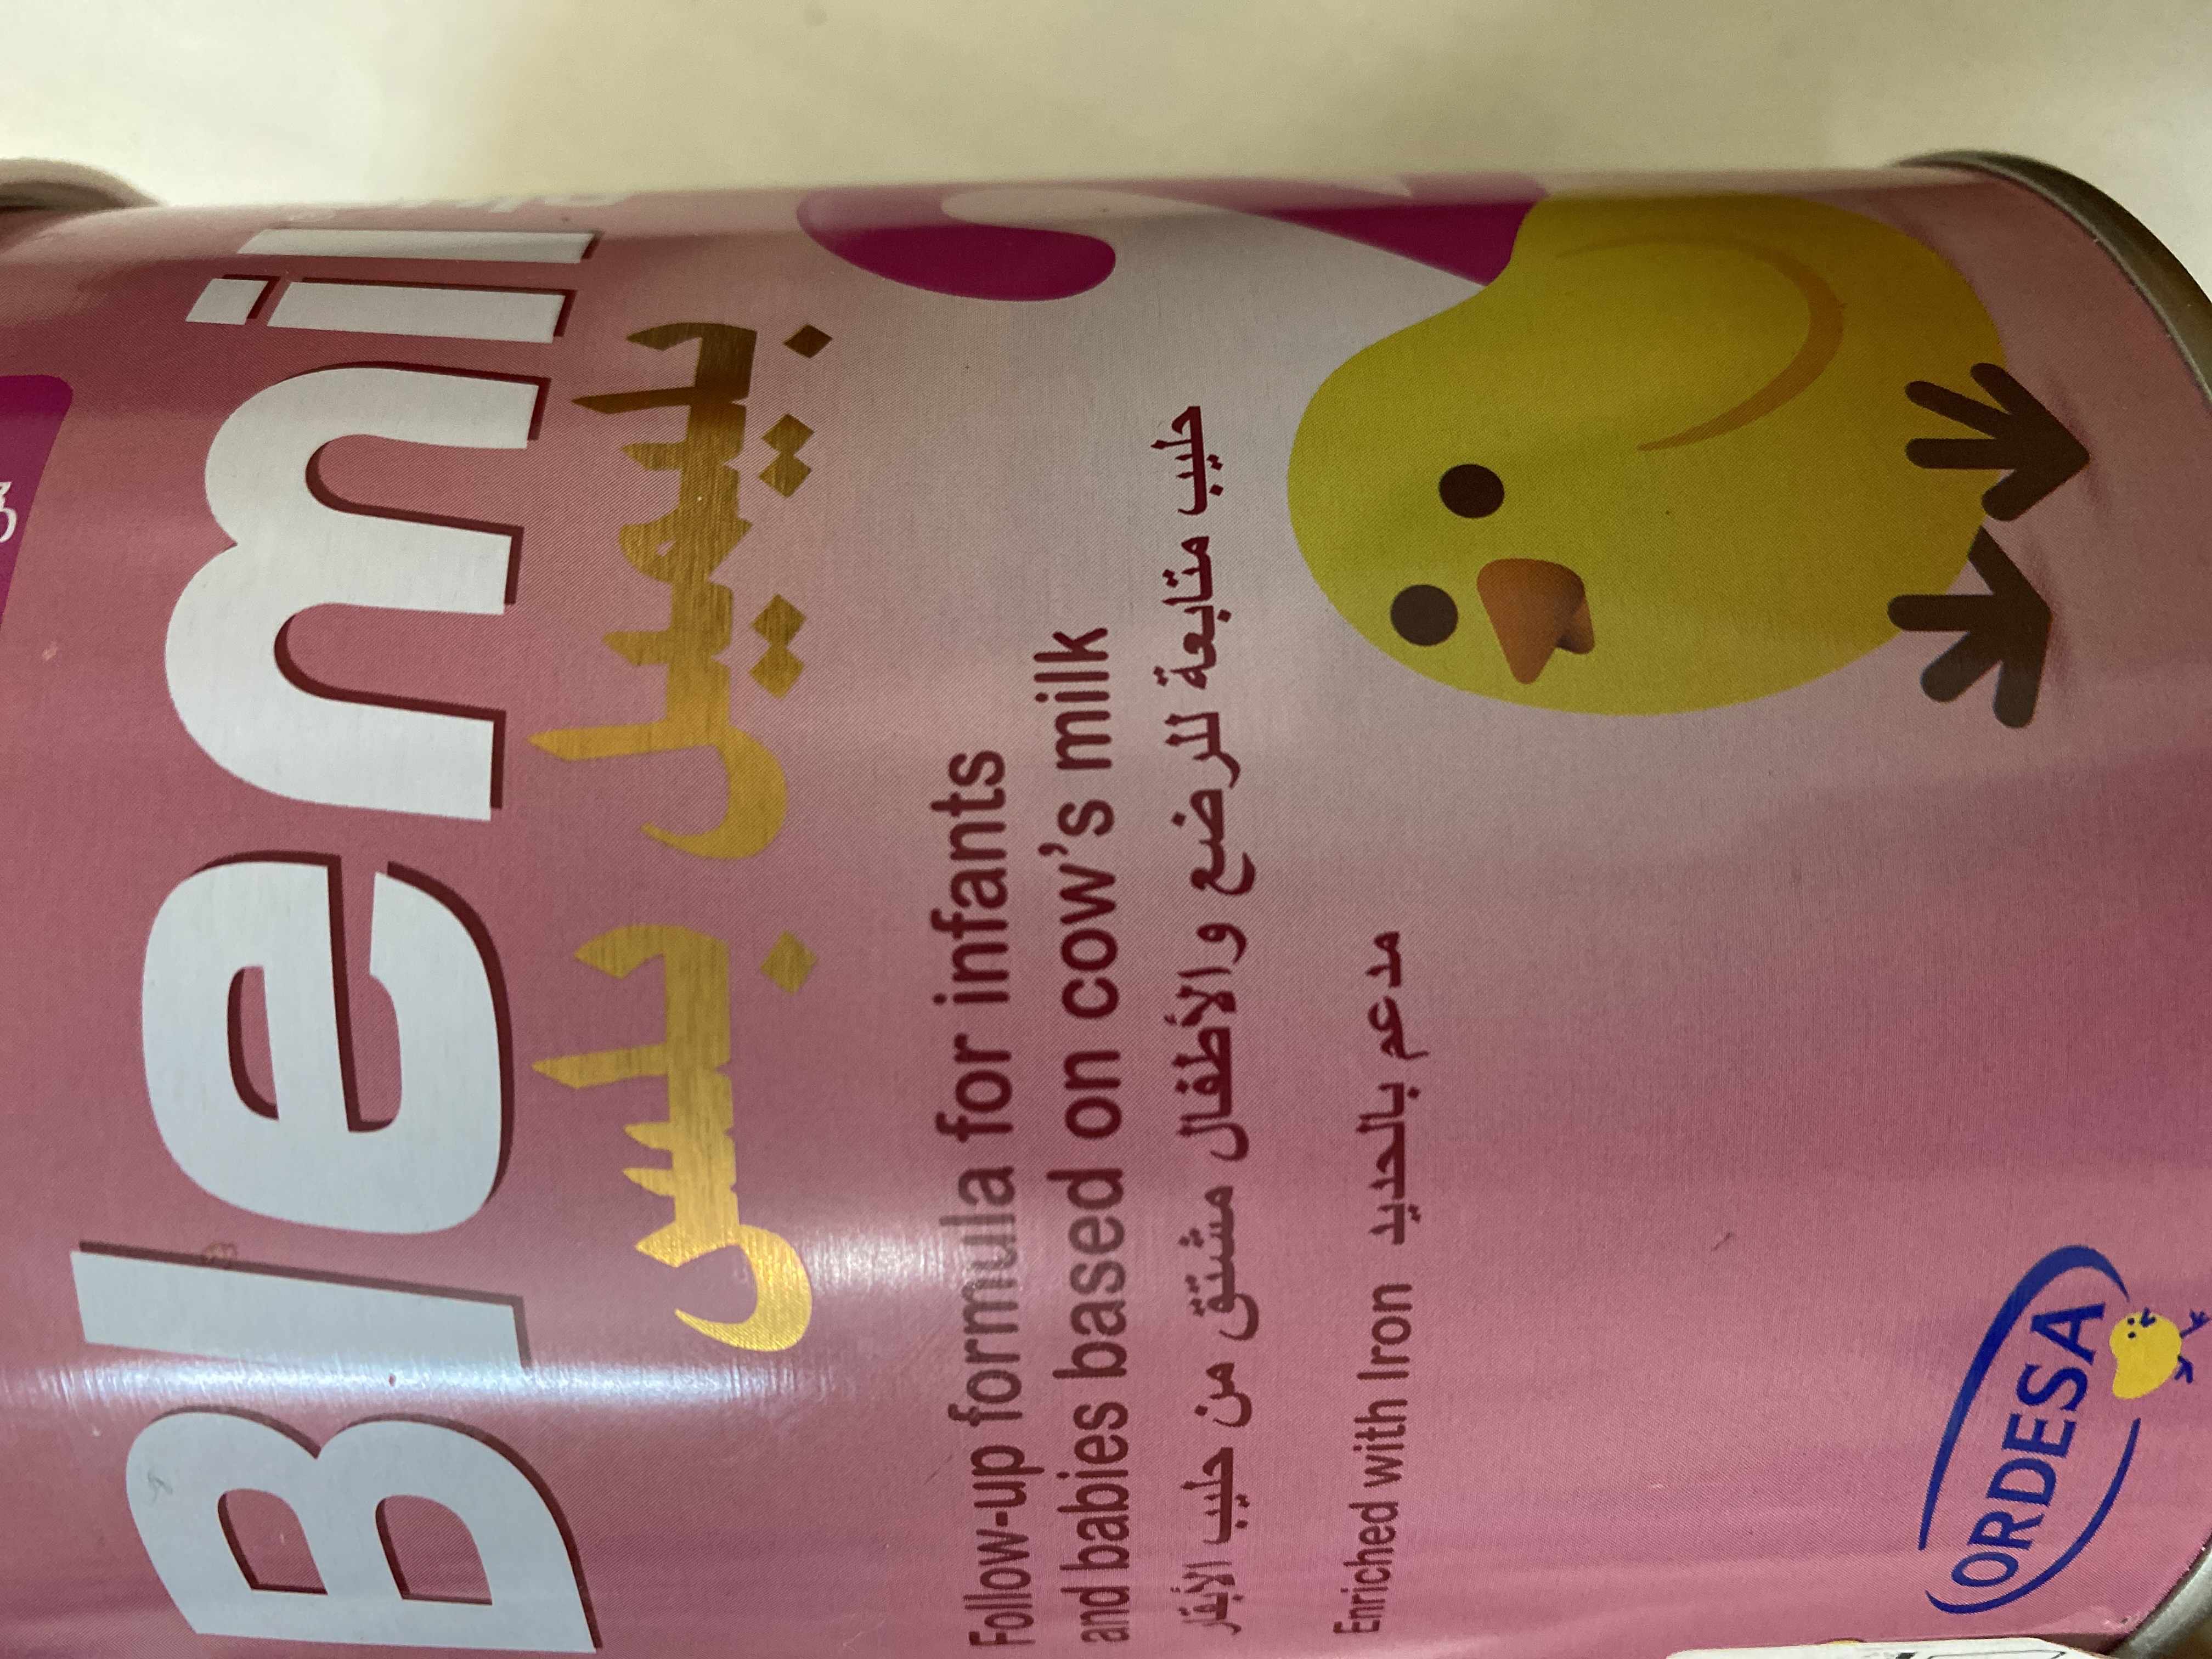 Blemil
بليميل بلس
Follow-up formula for infants
and babies based on cow's milk
حليب متابعة للرضع والأطفال مشتق من حليب الأبقار
Enriched with Iron مدعم بالحديد
ORDESA